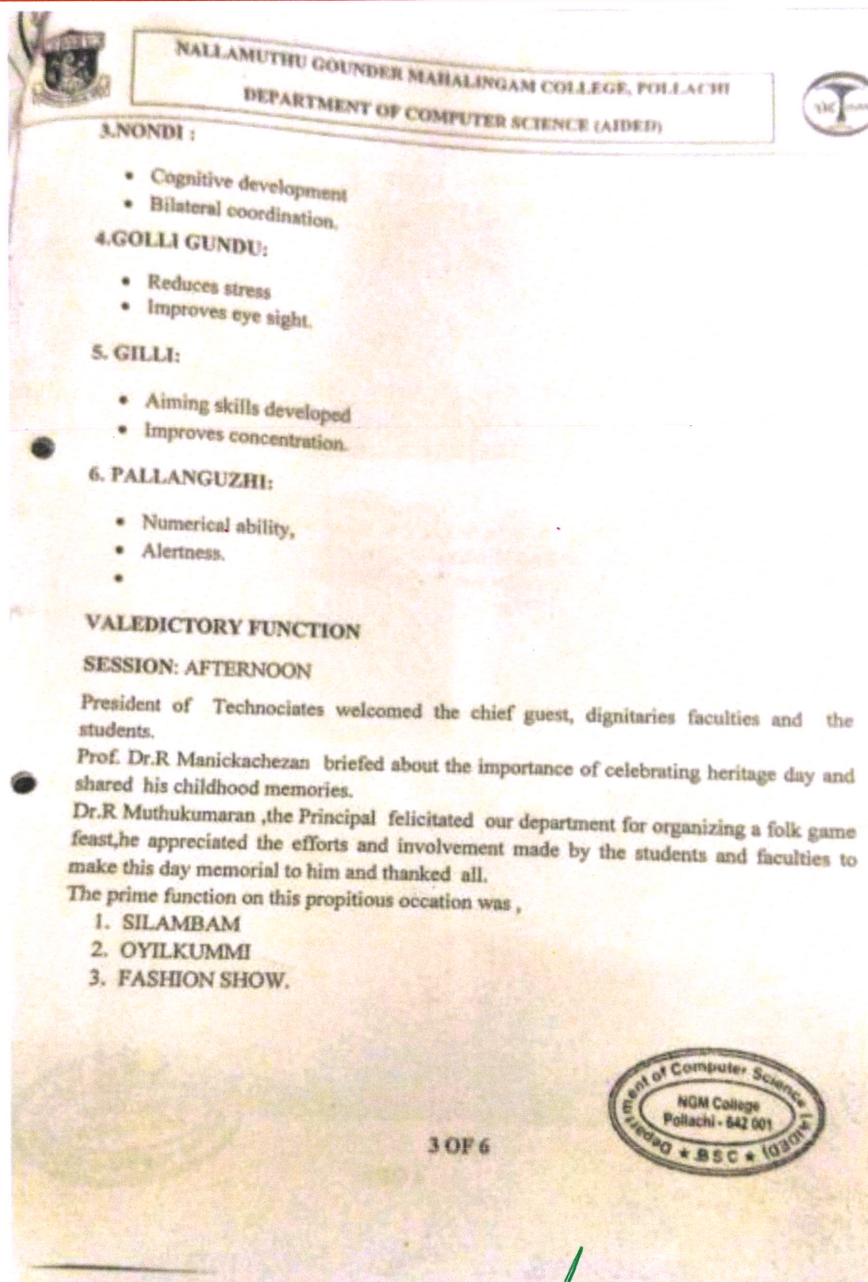 NALLAMUTHU GOUNDER MAHALINGAM COLLEGE, POLLACHI
DEPARTMENT OF COMPUTER SCIENCE (AIDED)
3.NONDI :
• Cognitive development
• Bilateral coordination.
4.GOLLI GUNDU:
• Reduces stress
• Improves eye sight.
5. GILLI:
• Aiming skills developed
• Improves concentration.
6. PALLANGUZHI:
• Numerical ability,
• Alertness.
•
VALEDICTORY FUNCTION
SESSION: AFTERNOON
President of Technociates welcomed the chief guest, dignitaries faculties and the
students.
Prof. Dr.R Manickachezan briefed about the importance of celebrating heritage day and
shared his childhood memories.
Dr.R Muthukumaran ,the Principal felicitated our department for organizing a folk game
feast,he appreciated the efforts and involvement made by the students and faculties to
make this day memorial to him and thanked all.
The prime function on this propitious occation was ,
1. SILAMBAM
2. OYILKUMMI
3. FASHION SHOW.
Department of Computer Science (AIDED)
NGM College
Pollachi - 642 001
★ BSC ★
3 OF 6